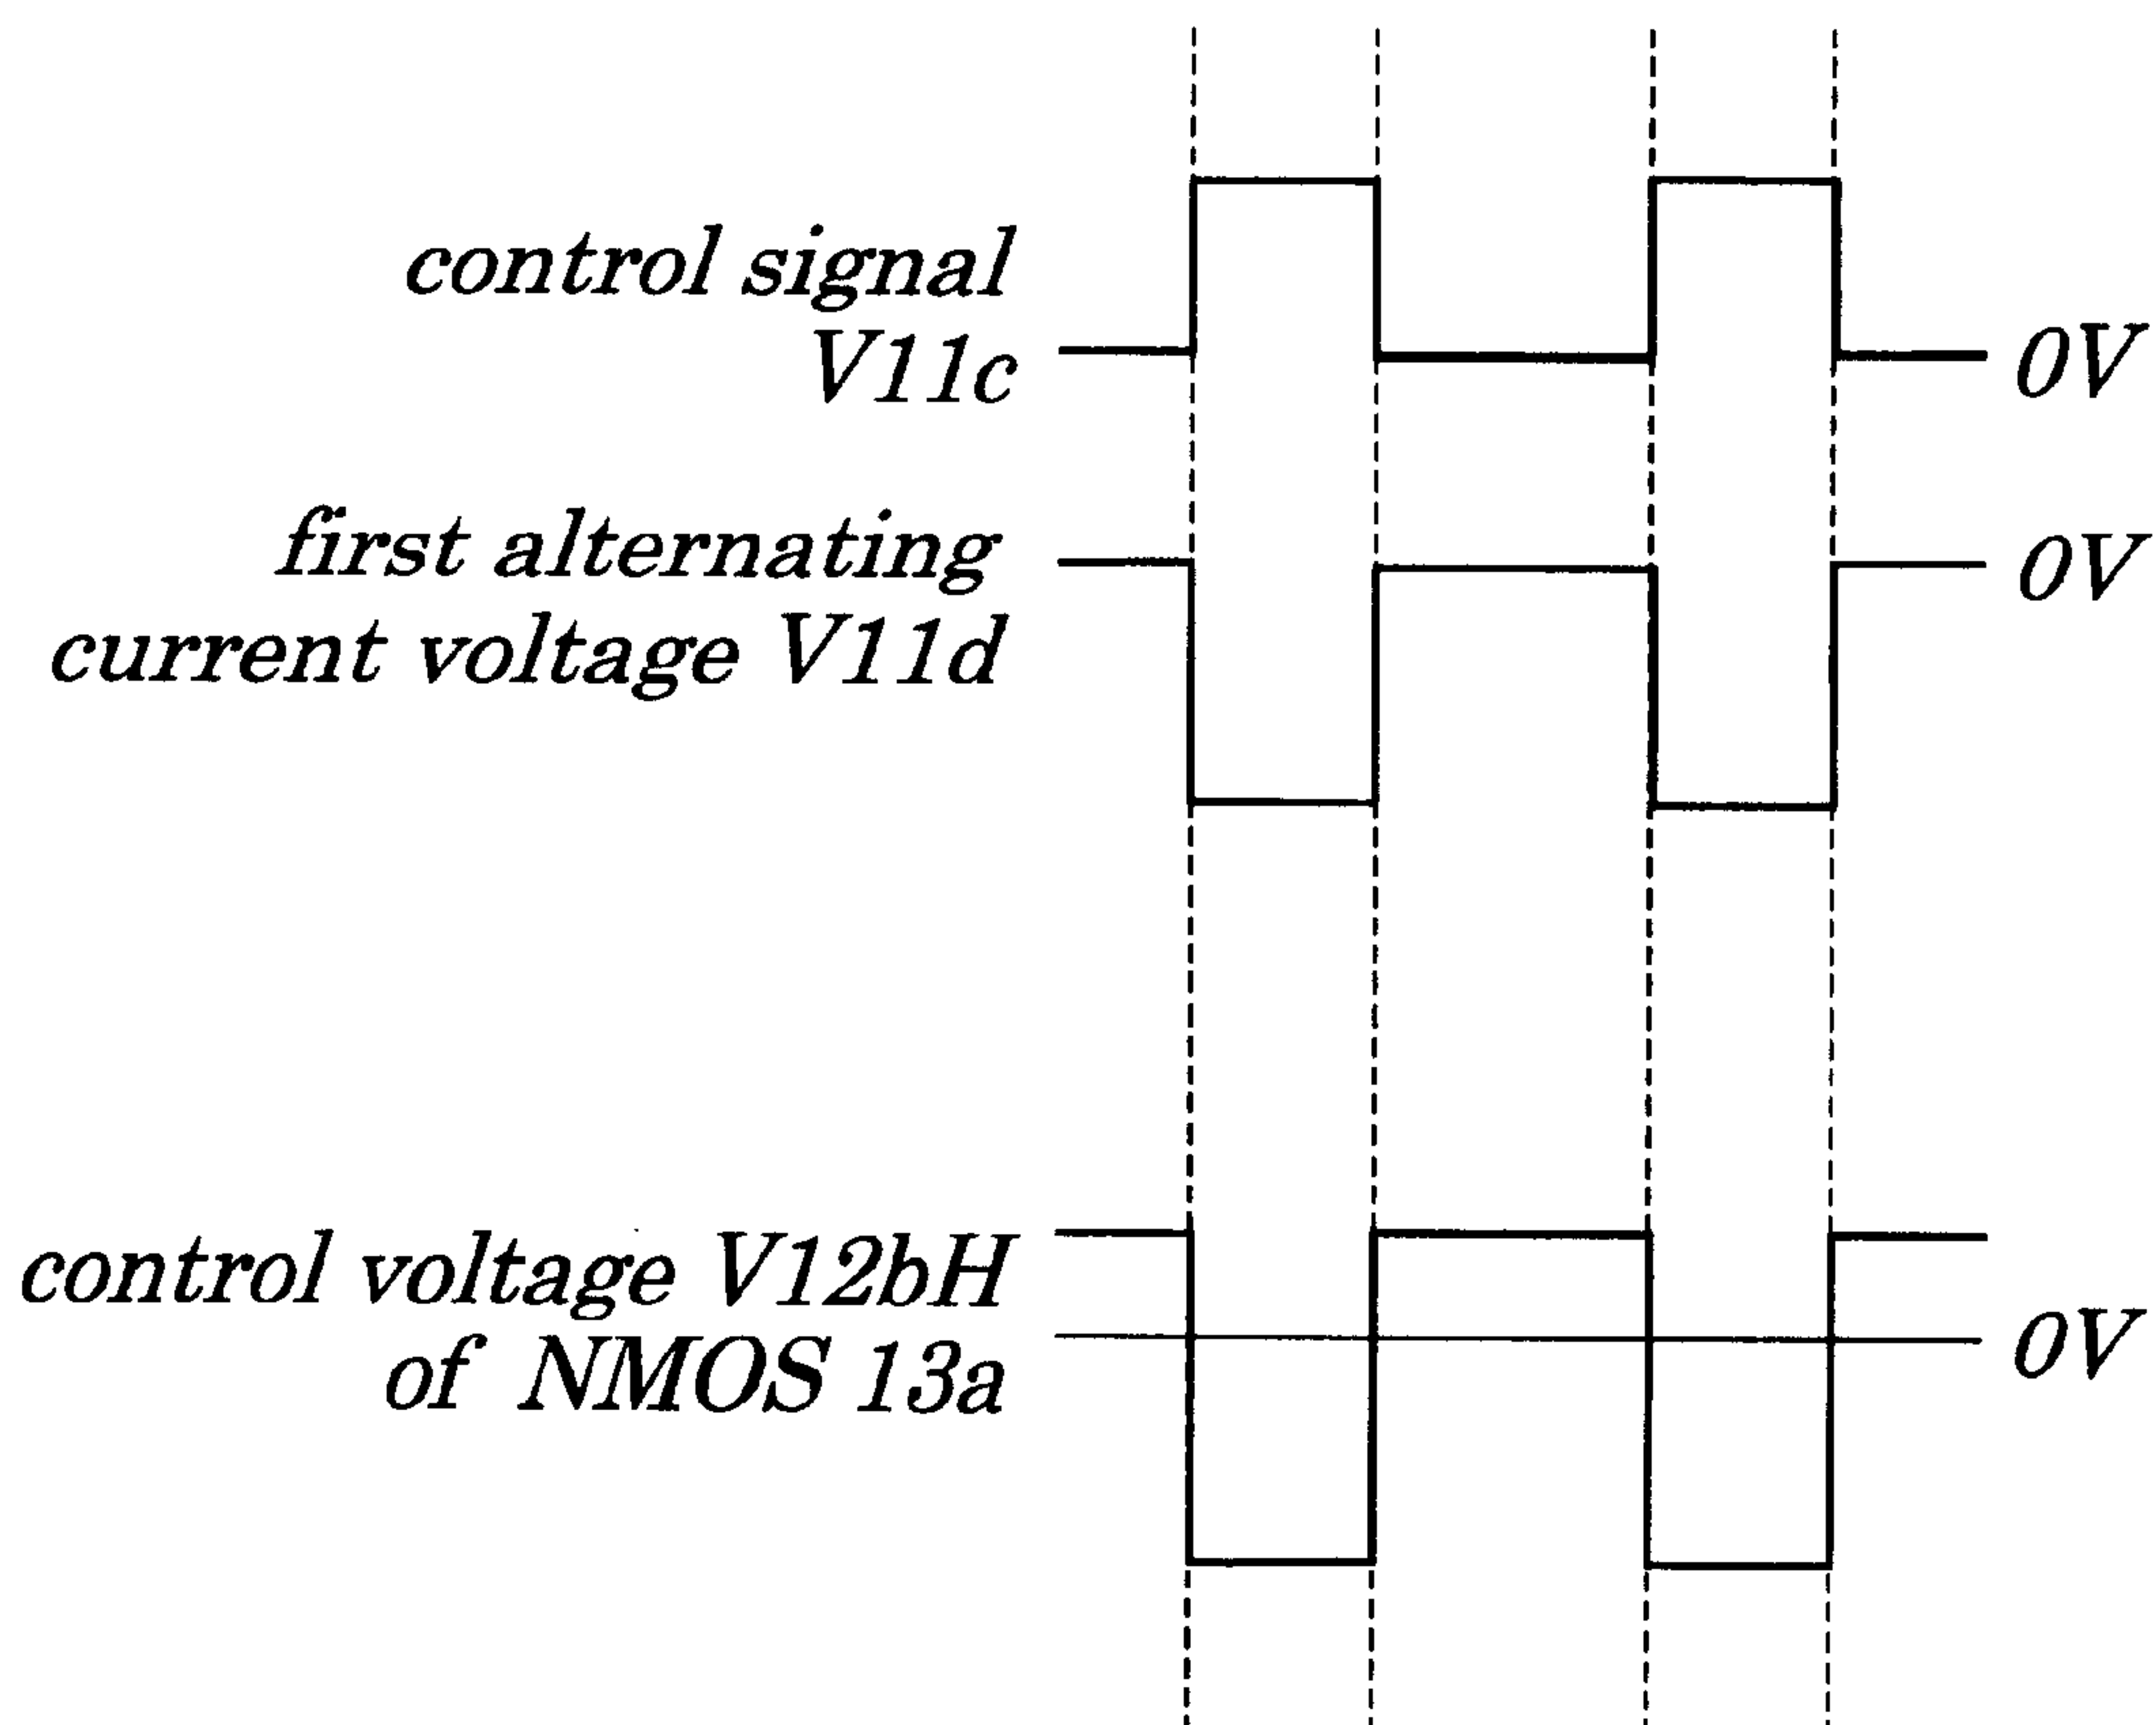 control signal
V11c
0V
first alternating
current voltage V11d
0V
control voltage V12bH
of NMOS 13a
0V